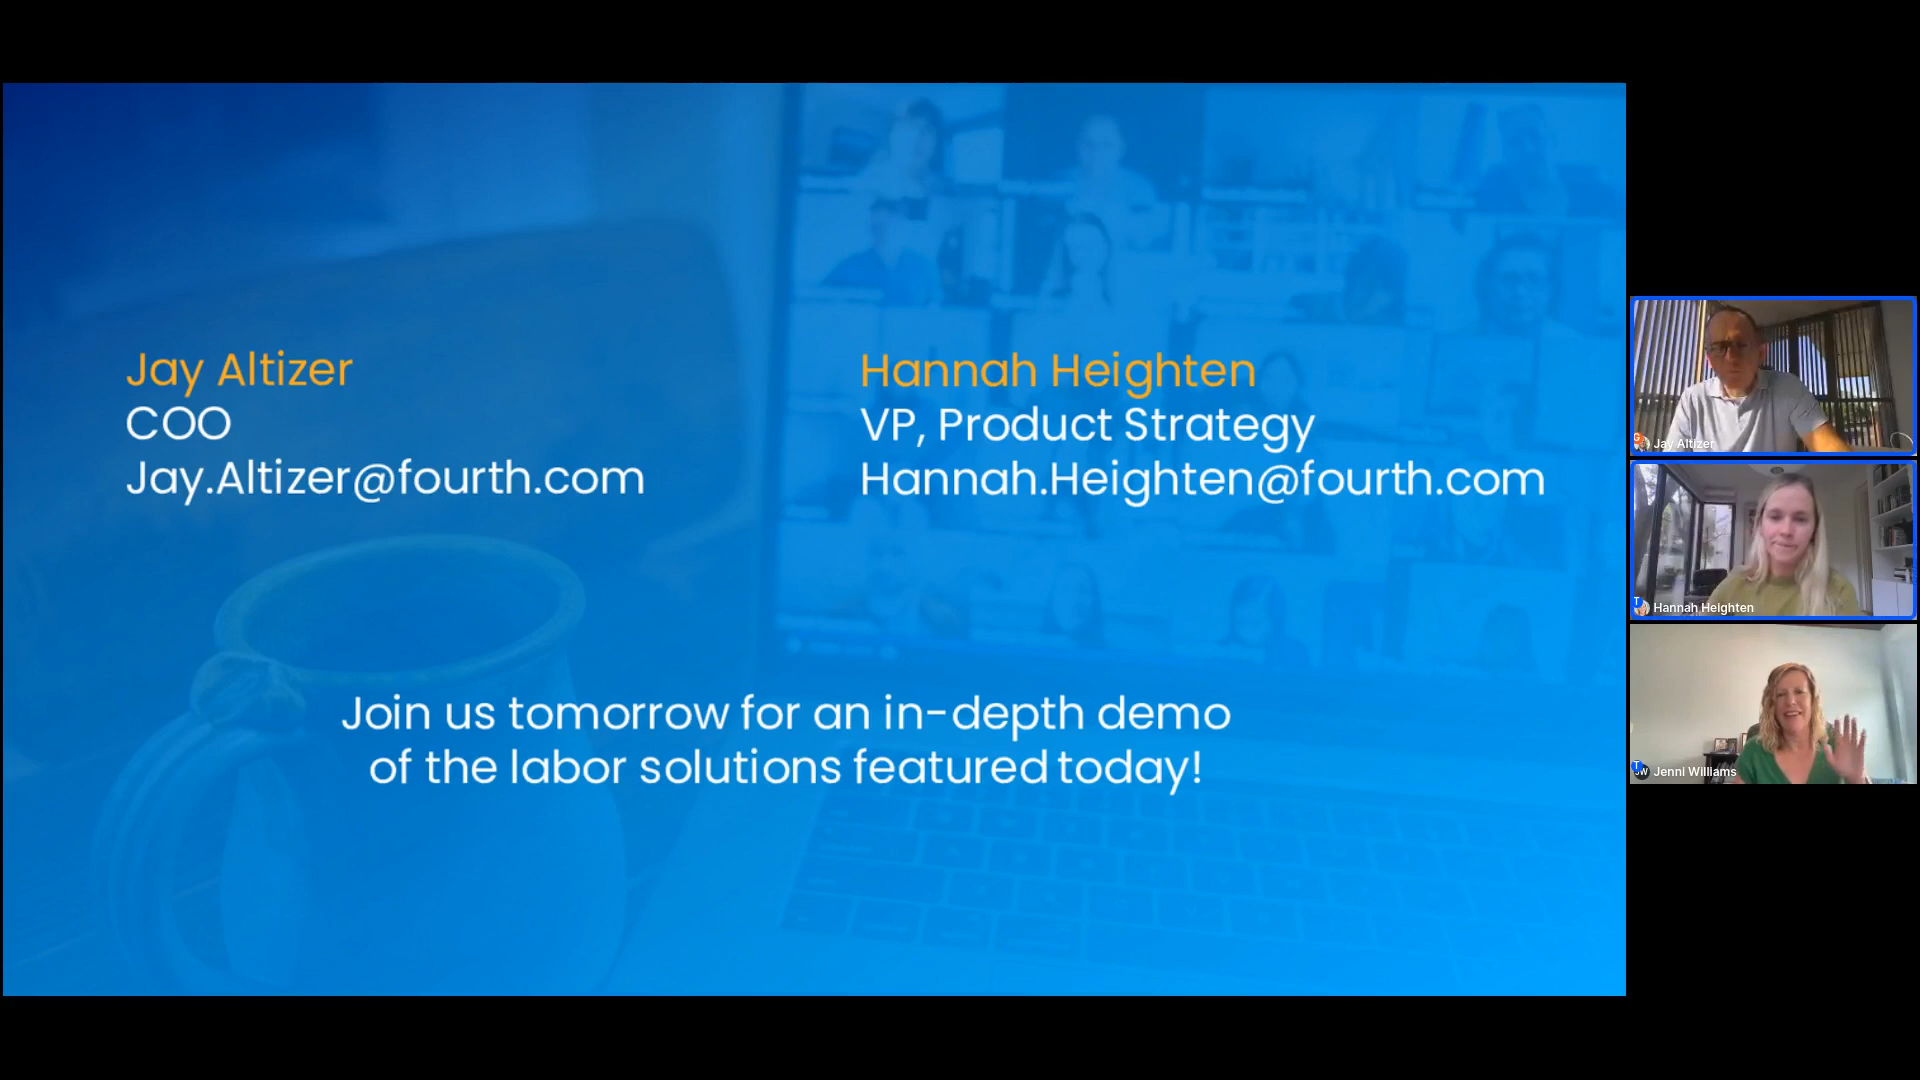 Jay Altizer
COO
Jay.Altizer@fourth.com
Hannah Heighten
VP, Product Strategy
Hannah.Heighten@fourth.com
Join us tomorrow for an in-depth demo
of the labor solutions featured today!
Jay Altizer
Hannah Heighten
Jenni Williams